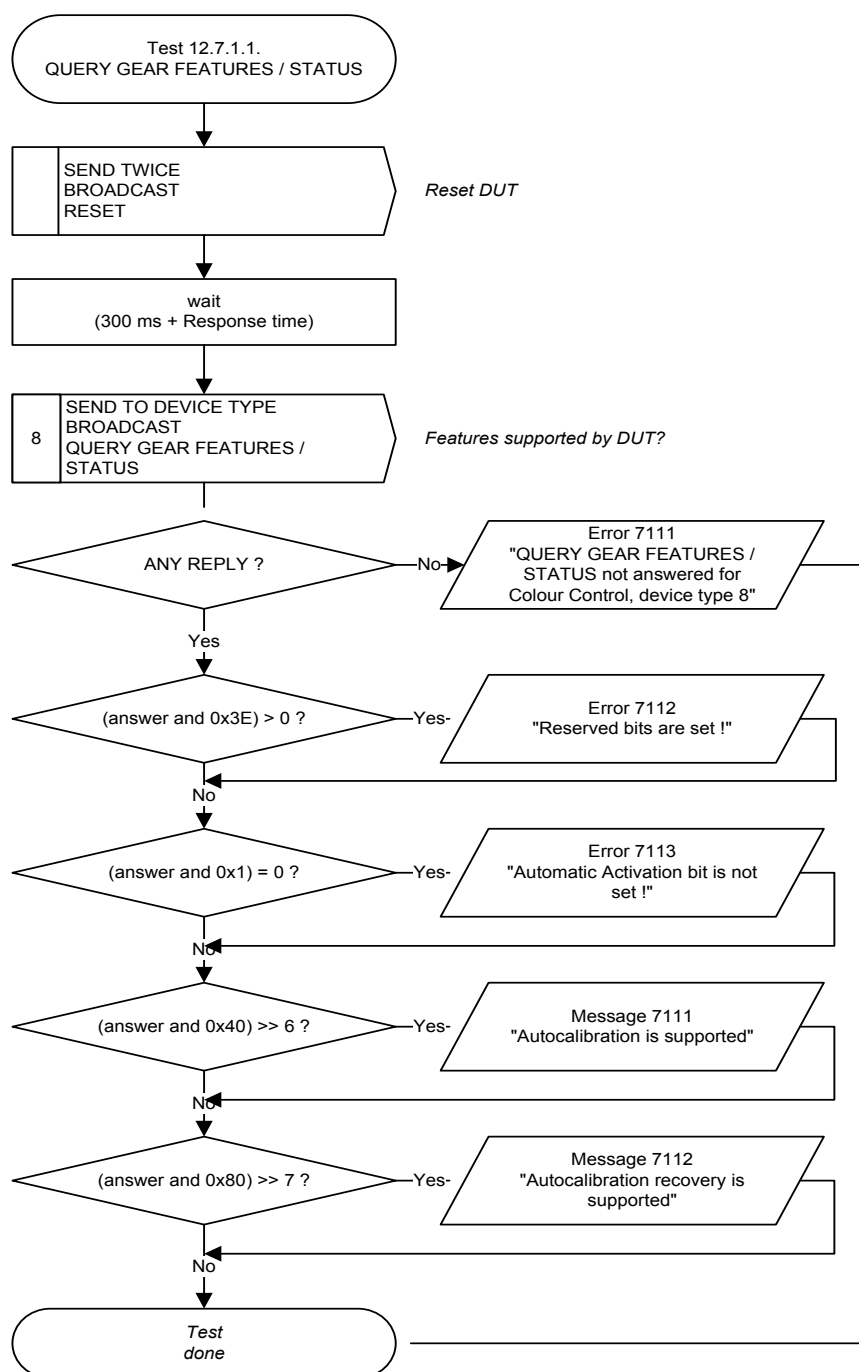 Test 12.7.1.1.
QUERY GEAR FEATURES / STATUS
SEND TWICE
BROADCAST
RESET
Reset DUT
wait
(300 ms + Response time)
8
SEND TO DEVICE TYPE
BROADCAST
QUERY GEAR FEATURES /
STATUS
Features supported by DUT?
ANY REPLY ?
No
Error 7111
"QUERY GEAR FEATURES /
STATUS not answered for
Colour Control, device type 8"
Yes
(answer and 0x3E) > 0 ?
Yes
Error 7112
"Reserved bits are set !"
No
(answer and 0x1) = 0 ?
Yes
Error 7113
"Automatic Activation bit is not
set !"
No
(answer and 0x40) >> 6 ?
Yes
Message 7111
"Autocalibration is supported"
No
(answer and 0x80) >> 7 ?
Yes
Message 7112
"Autocalibration recovery is
supported"
No
Test
done